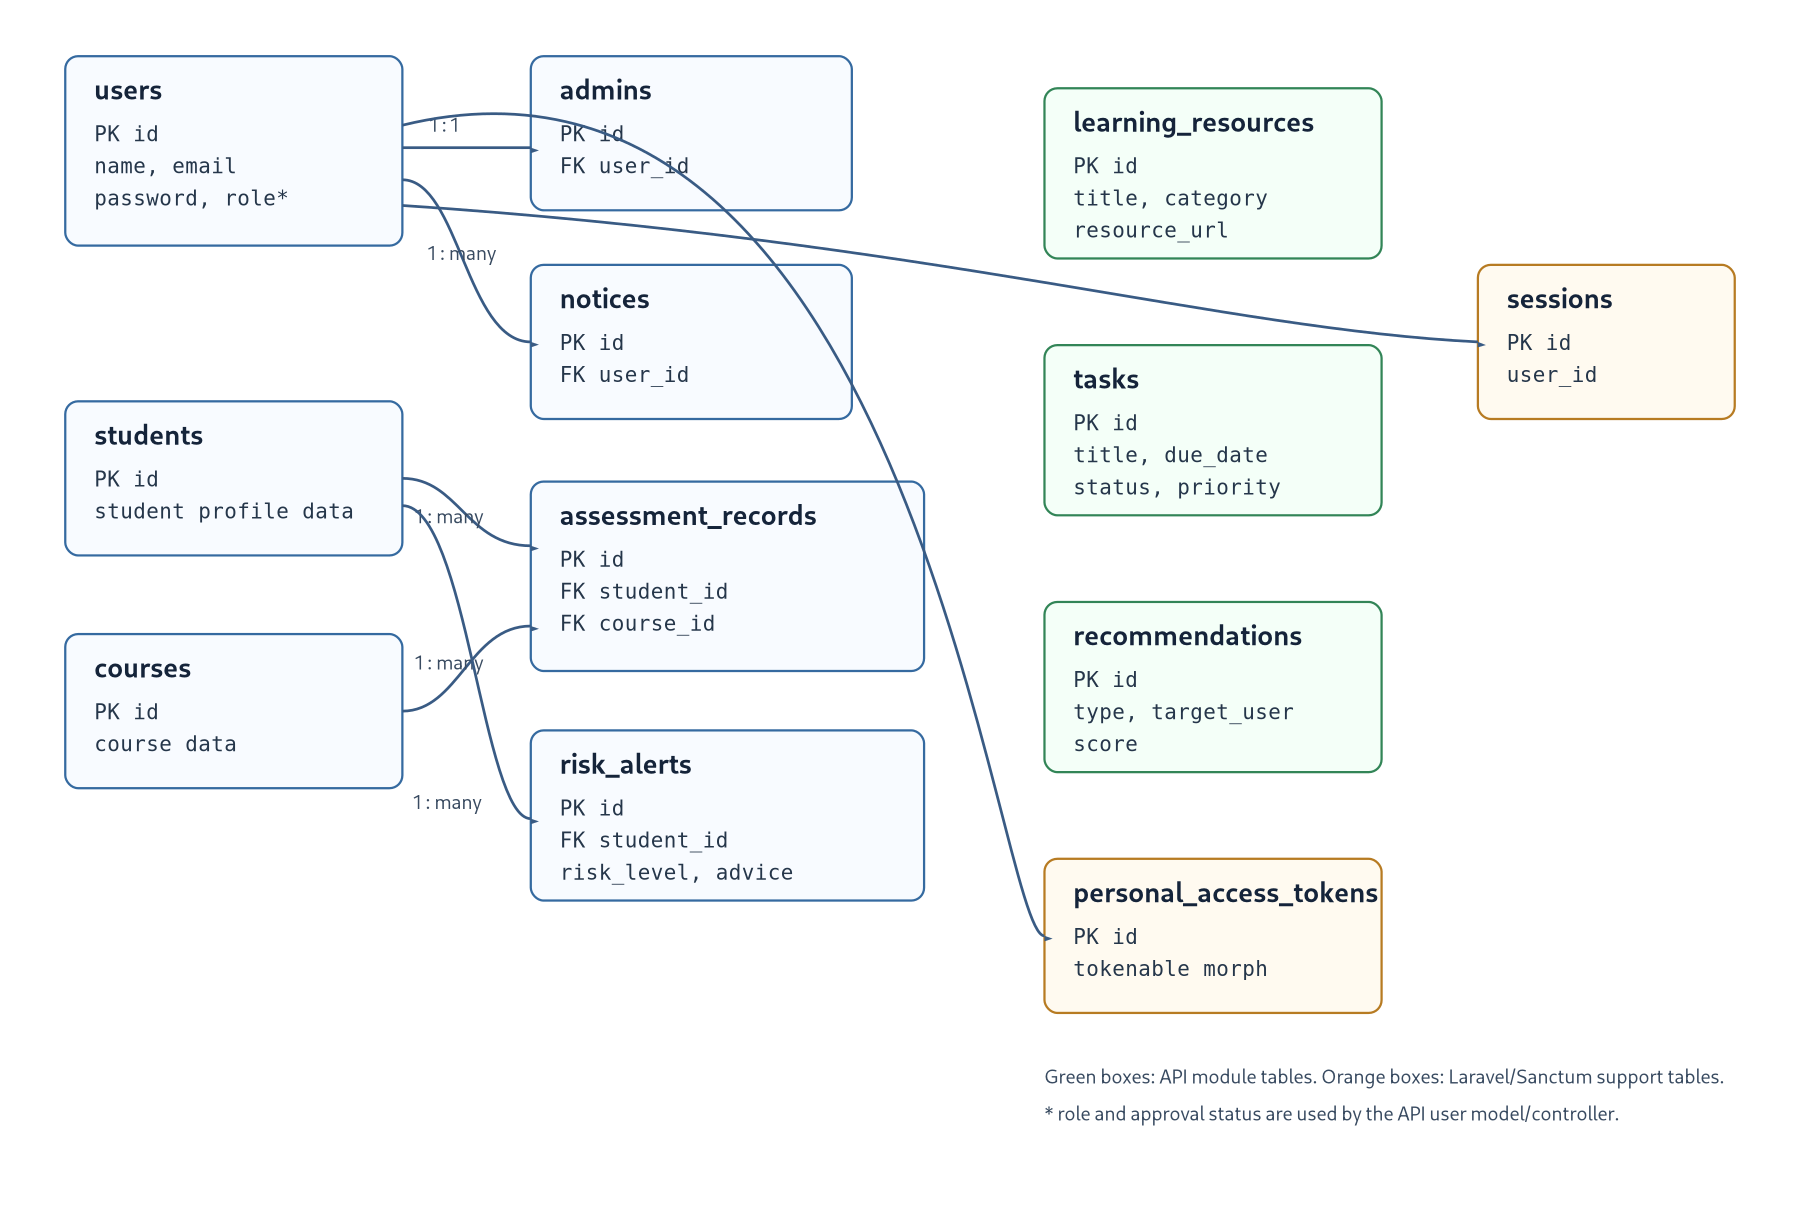 users
PK id
name, email
password, role*
1:1
admins
PK id
FK user_id
1:many
notices
PK id
FK user_id
students
PK id
student profile data
1:many
assessment_records
PK id
FK student_id
FK course_id
courses
PK id
course data
1:many
risk_alerts
PK id
FK student_id
risk_level, advice
1:many
learning_resources
PK id
title, category
resource_url
tasks
PK id
title, due_date
status, priority
recommendations
PK id
type, target_user
score
personal_access_tokens
PK id
tokenable morph
sessions
PK id
user_id
Green boxes: API module tables. Orange boxes: Laravel/Sanctum support tables.
* role and approval status are used by the API user model/controller.